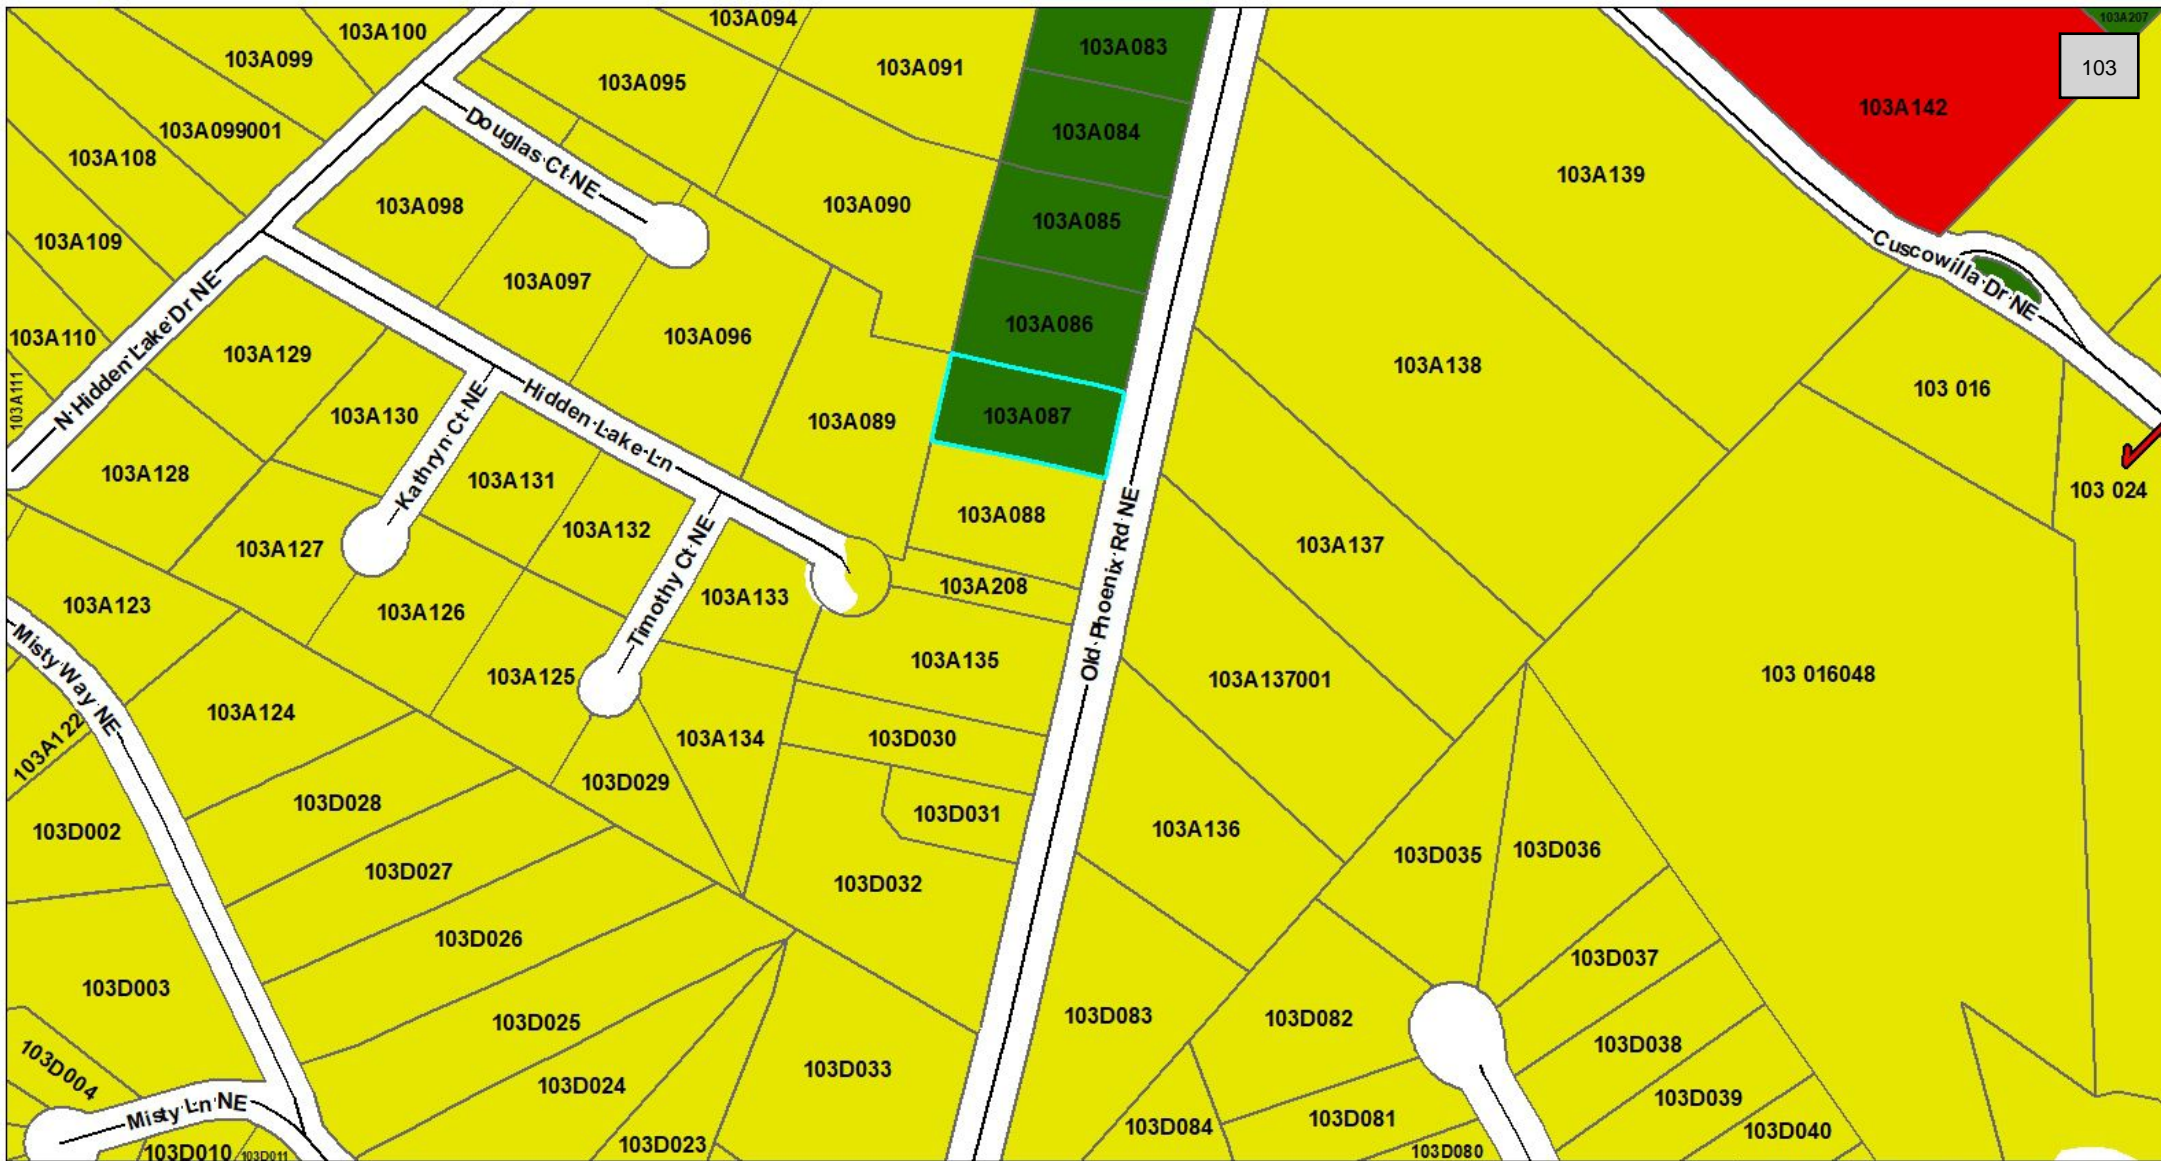 103A094
103A207
103A100
103A099
103A091
103A083
103
103A095
103A142
103A099001
103A084
Douglas Ct NE
103A108
103A139
103A098
103A090
103A085
103A109
Cuscowilla Dr NE
103A097
N Hidden Lake Dr NE
103A110
103A096
103A086
103A129
103A138
103 016
103A111
103A130
Kathryn Ct NE
Hidden Lake Ln
103A089
103A087
103A128
103A131
103 024
103A088
103A132
103A137
103A127
Timothy Ct NE
Old Phoenix Rd NE
103A208
103A133
103A123
103A126
Misty Way NE
103A135
103A125
103A137001
103 016048
103A124
103A122
103A134
103D030
103D029
103D028
103D031
103D002
103A136
103D036
103D035
103D027
103D032
103D026
103D037
103D003
103D083
103D082
103D025
103D038
103D004
103D033
103D024
103D039
Misty Ln NE
103D081
103D084
103D040
103D023
103D010
103D080
103D011